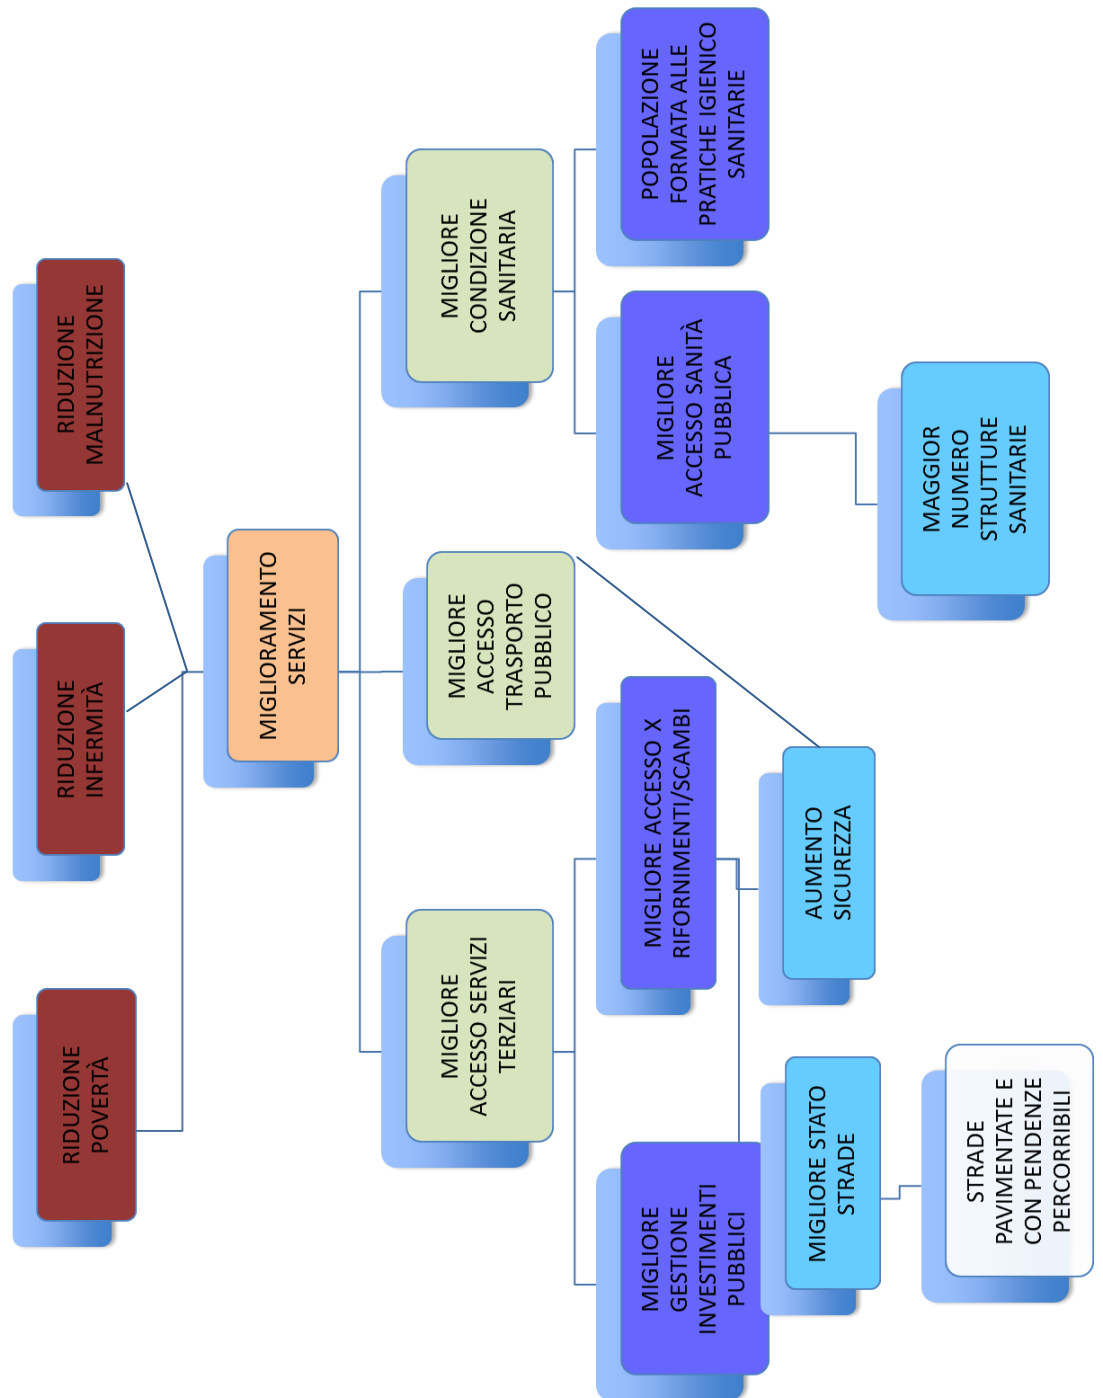 RIDUZIONE
POVERTÀ
RIDUZIONE
INFERMITÀ
RIDUZIONE
MALNUTRIZIONE
MIGLIORAMENTO
SERVIZI
MIGLIORE
ACCESSO SERVIZI
TERZIARI
MIGLIORE
ACCESSO
TRASPORTO
PUBBLICO
MIGLIORE
CONDIZIONE
SANITARIA
MIGLIORE
GESTIONE
INVESTIMENTI
PUBBLICI
MIGLIORE ACCESSO X
RIFORNIMENTI/SCAMBI
MIGLIORE
ACCESSO SANITÀ
PUBBLICA
POPOLAZIONE
FORMATA ALLE
PRATICHE IGIENICO
SANITARIE
MIGLIORE STATO
STRADE
AUMENTO
SICUREZZA
MAGGIOR
NUMERO
STRUTTURE
SANITARIE
STRADE
PAVIMENTATE E
CON PENDENZE
PERCORRIBILI